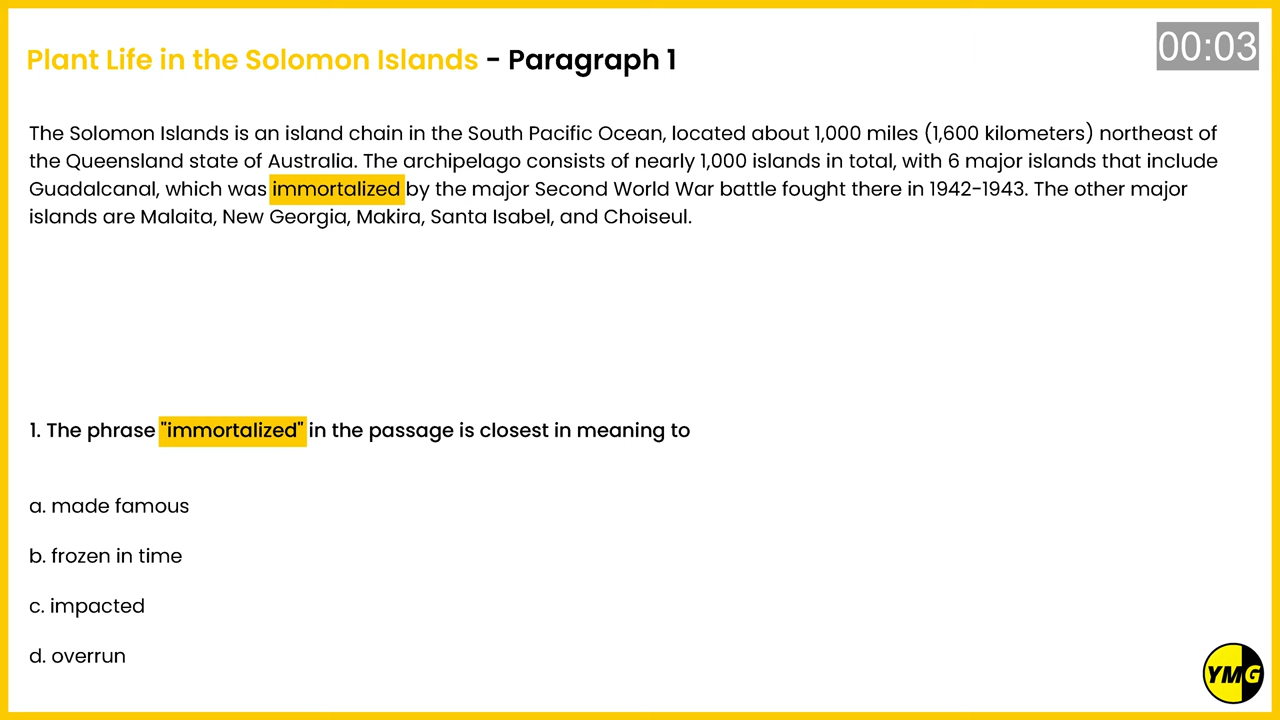 Plant Life in the Solomon Islands - Paragraph 1
00:03
The Solomon Islands is an island chain in the South Pacific Ocean, located about 1,000 miles (1,600 kilometers) northeast of
the Queensland state of Australia. The archipelago consists of nearly 1,000 islands in total, with 6 major islands that include
Guadalcanal, which was immortalized by the major Second World War battle fought there in 1942-1943. The other major
islands are Malaita, New Georgia, Makira, Santa Isabel, and Choiseul.
1. The phrase "immortalized" in the passage is closest in meaning to
a. made famous
b. frozen in time
c. impacted
d. overrun
YMG